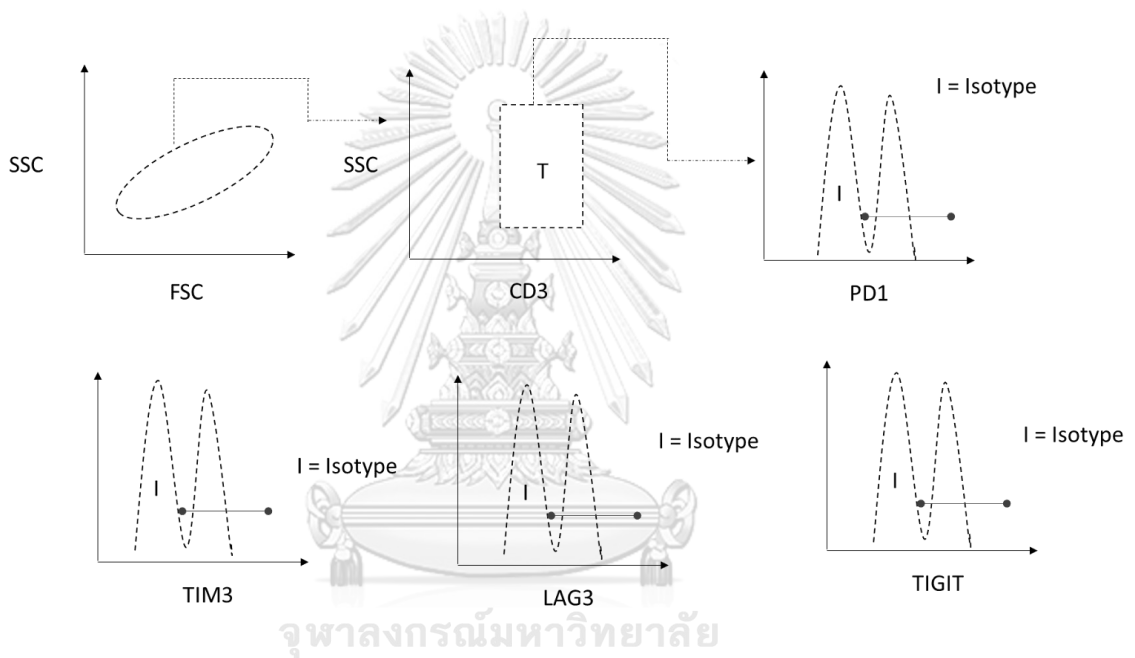 SSC
FSC
SSC
T
CD3
I
I = Isotype
PD1
I
I = Isotype
TIM3
I
I = Isotype
LAG3
I
I = Isotype
TIGIT
จุฬาลงกรณ์มหาวิทยาลัย